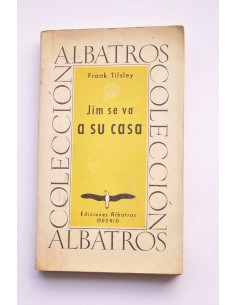 ALBATROS
COLECCIÓN
COLECCIÓN
Frank Tilsley
Jim se va
a su casa
Ediciones Albatros
MADRID
ALBATROS